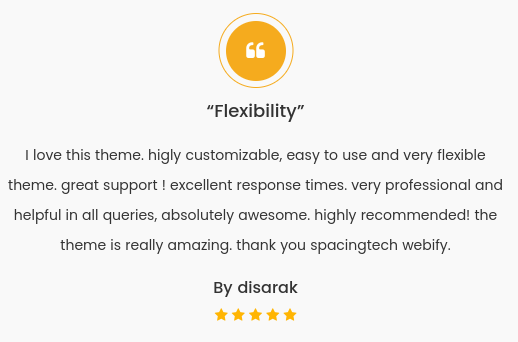 “Flexibility”
I love this theme. higly customizable, easy to use and very flexible
theme. great support ! excellent response times. very professional and
helpful in all queries, absolutely awesome. highly recommended! the
theme is really amazing. thank you spacingtech webify.
By disarak